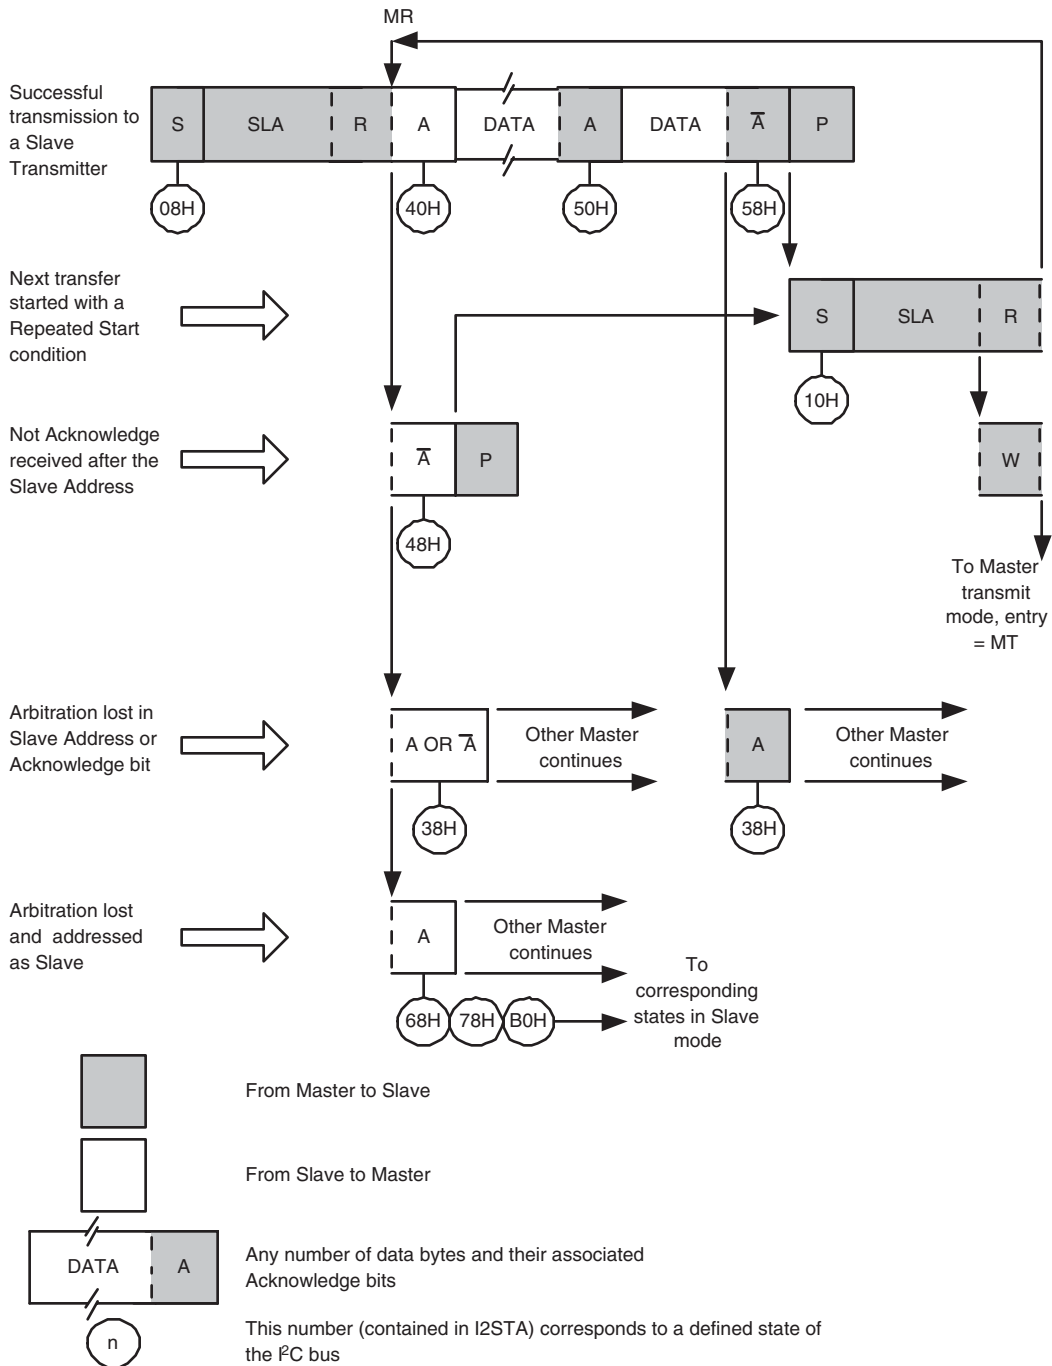 MR
Successful
transmission to
a Slave
Transmitter
S SLA R A DATA A DATA A̅ P
08H 40H 50H 58H
Next transfer
started with a
Repeated Start
condition
S SLA R
10H
Not Acknowledge
received after the
Slave Address
A̅ P
W
48H
To Master
transmit
mode, entry
= MT
Arbitration lost in
Slave Address or
Acknowledge bit
A OR A̅
Other Master
continues
A
Other Master
continues
38H
38H
Arbitration lost
and addressed
as Slave
A
Other Master
continues
68H 78H B0H
To
corresponding
states in Slave
mode
From Master to Slave
From Slave to Master
DATA A
Any number of data bytes and their associated
Acknowledge bits
n
This number (contained in I2STA) corresponds to a defined state of
the I²C bus